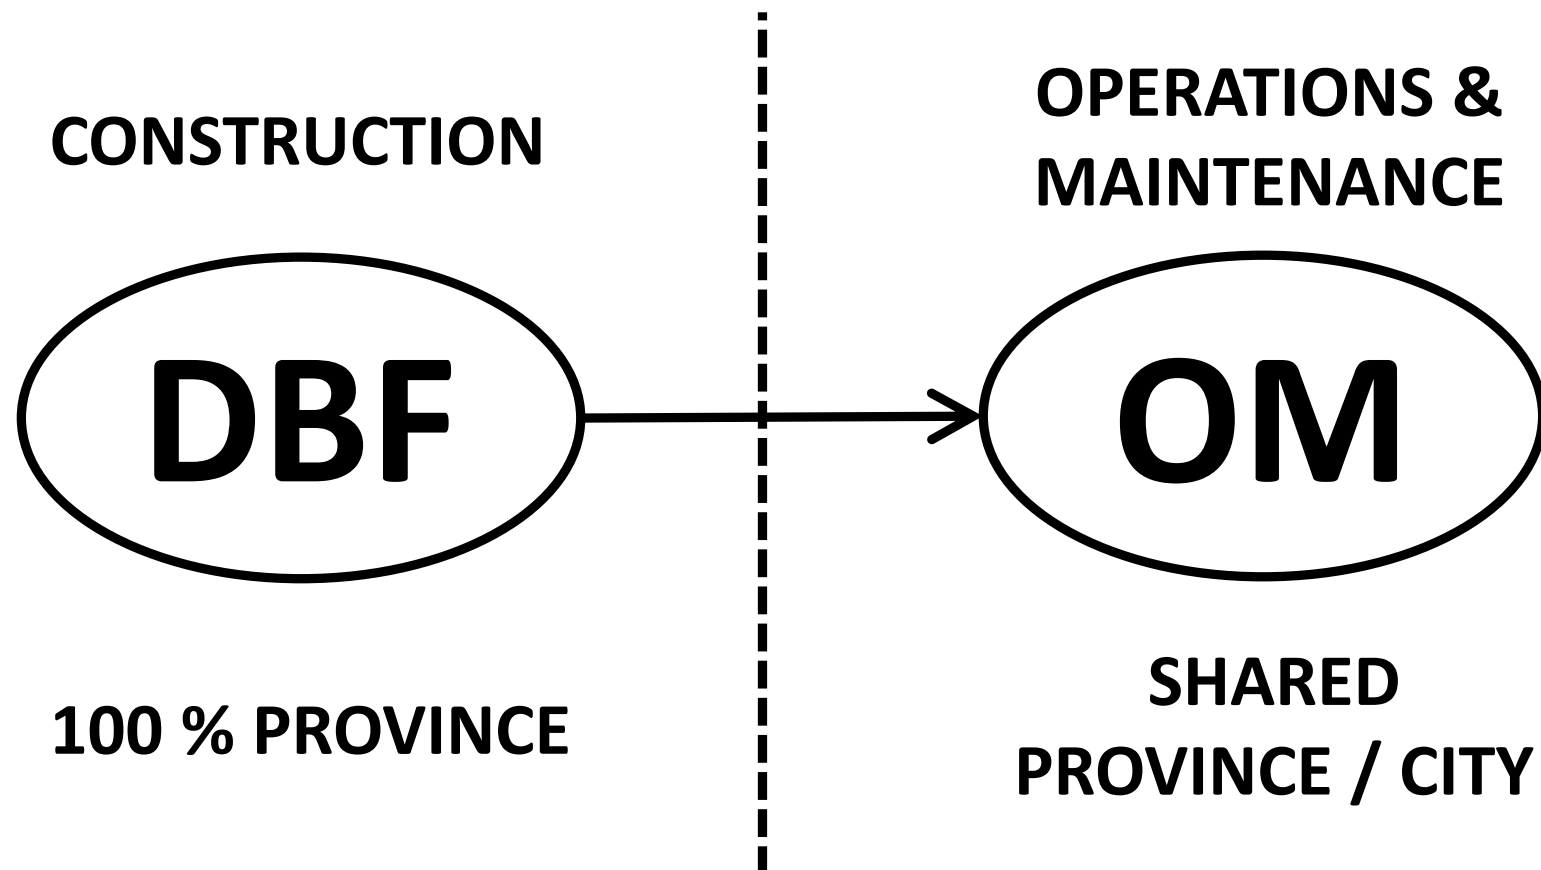 CONSTRUCTION
DBF
100 % PROVINCE
OPERATIONS &
MAINTENANCE
OM
SHARED
PROVINCE / CITY